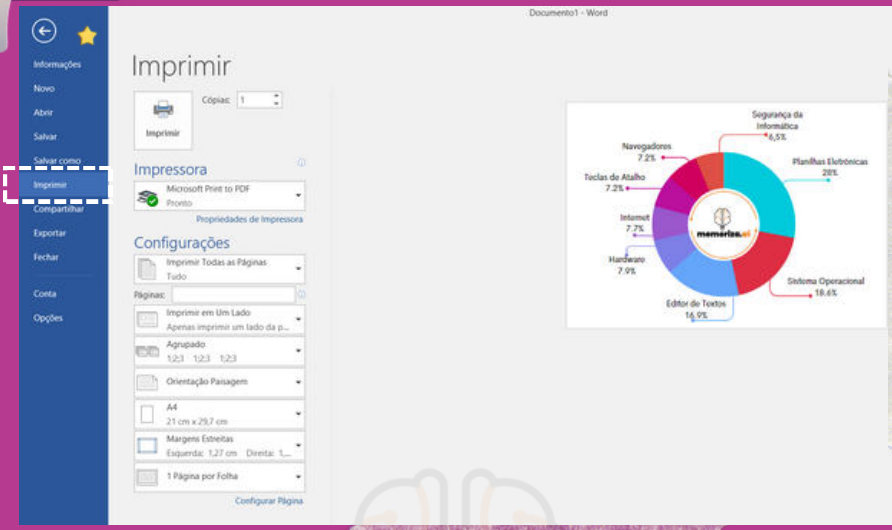 Documento1 - Word
Informações
Novo
Abrir
Salvar
Salvar como
Imprimir
Compartilhar
Exportar
Fechar
Conta
Opções
Imprimir
Cópias: 1
Imprimir
Impressora
Microsoft Print to PDF
Pronto
Propriedades de Impressora
Configurações
Imprimir Todas as Páginas
Tudo
Páginas:
Imprimir em Um Lado
Apenas imprimir um lado da p...
Agrupado
1;2;3 1;2;3 1;2;3
Orientação Paisagem
A4
21 cm x 29,7 cm
Margens Estreitas
Esquerda: 1,27 cm Direita: 1,...
1 Página por Folha
Configurar Página
Segurança da
Informática
6,5%
Navegadores
7.2%
Planilhas Eletrônicas
28%
Teclas de Atalho
7.2%
memorize.ai
Internet
7.7%
Hardware
7.9%
Sistema Operacional
18.6%
Editor de Textos
16.9%